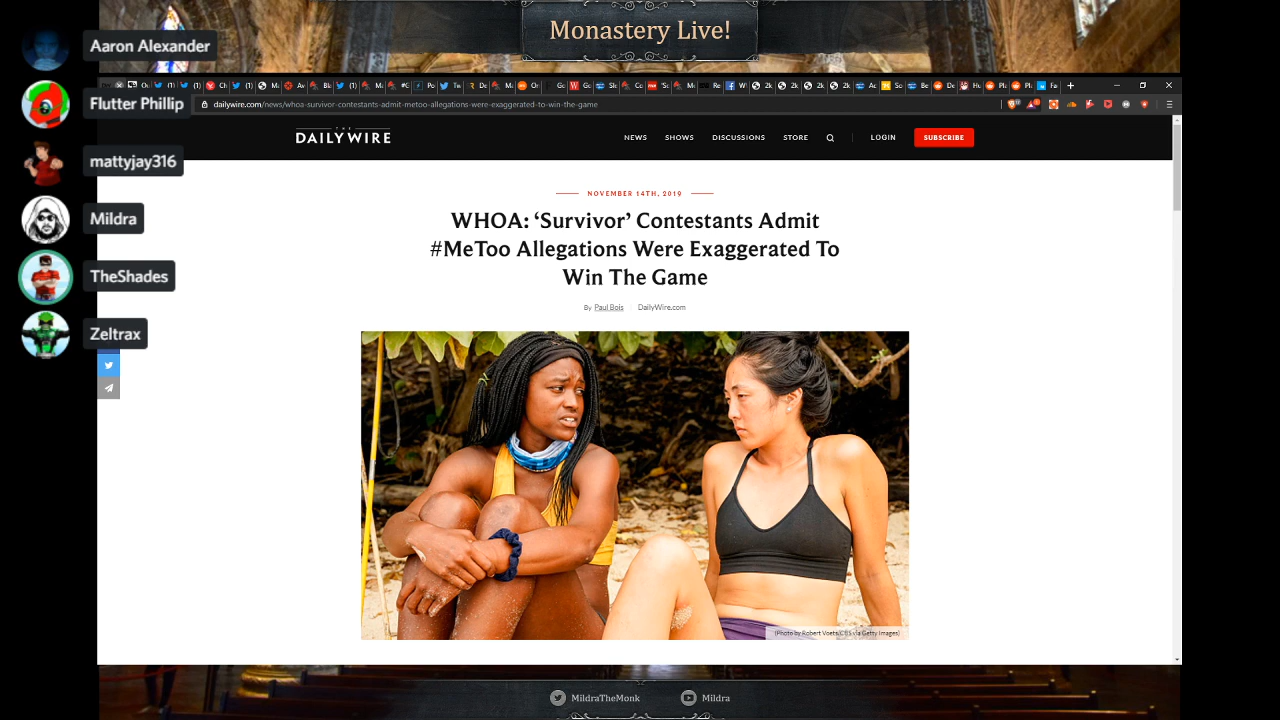 Monastery Live!
Aaron Alexander
Flutter Phillip
mattyjay316
Mildra
TheShades
Zeltrax
dailywire.com/news/whoa-survivor-contestants-admit-metoo-allegations-were-exaggerated-to-win-the-game
THE
DAILYWIRE
NEWS SHOWS DISCUSSIONS STORE LOGIN SUBSCRIBE
NOVEMBER 14TH, 2019
WHOA: ‘Survivor’ Contestants Admit
#MeToo Allegations Were Exaggerated To
Win The Game
By Paul Bois DailyWire.com
(Photo by Robert Voets/CBS via Getty Images)
MildraTheMonk Mildra